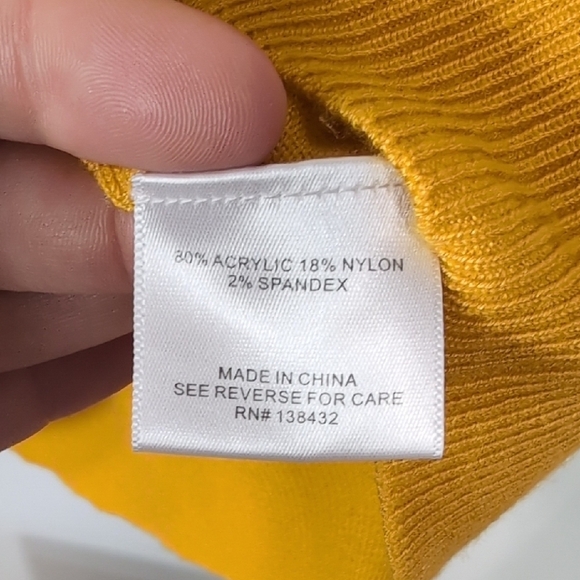 80% ACRYLIC 18% NYLON
2% SPANDEX
MADE IN CHINA
SEE REVERSE FOR CARE
RN# 138432